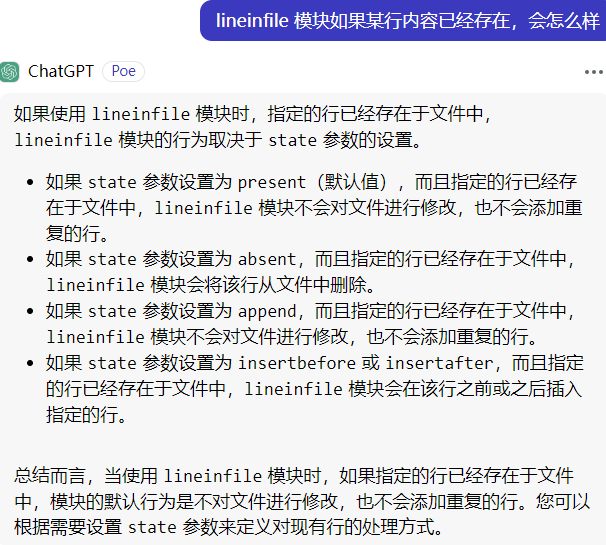 lineinfile 模块如果某行内容已经存在，会怎么样
ChatGPT Poe
如果使用 lineinfile 模块时，指定的行已经存在于文件中，
lineinfile 模块的行为取决于 state 参数的设置。
• 如果 state 参数设置为 present（默认值），而且指定的行已经存
在于文件中，lineinfile 模块不会对文件进行修改，也不会添加重
复的行。
• 如果 state 参数设置为 absent，而且指定的行已经存在于文件中，
lineinfile 模块会将该行从文件中删除。
• 如果 state 参数设置为 append，而且指定的行已经存在于文件中，
lineinfile 模块不会对文件进行修改，也不会添加重复的行。
• 如果 state 参数设置为 insertbefore 或 insertafter，而且指定
的行已经存在于文件中，lineinfile 模块会在该行之前或之后插入
指定的行。
总结而言，当使用 lineinfile 模块时，如果指定的行已经存在于文件
中，模块的默认行为是不对文件进行修改，也不会添加重复的行。您可以
根据需要设置 state 参数来定义对现有行的处理方式。